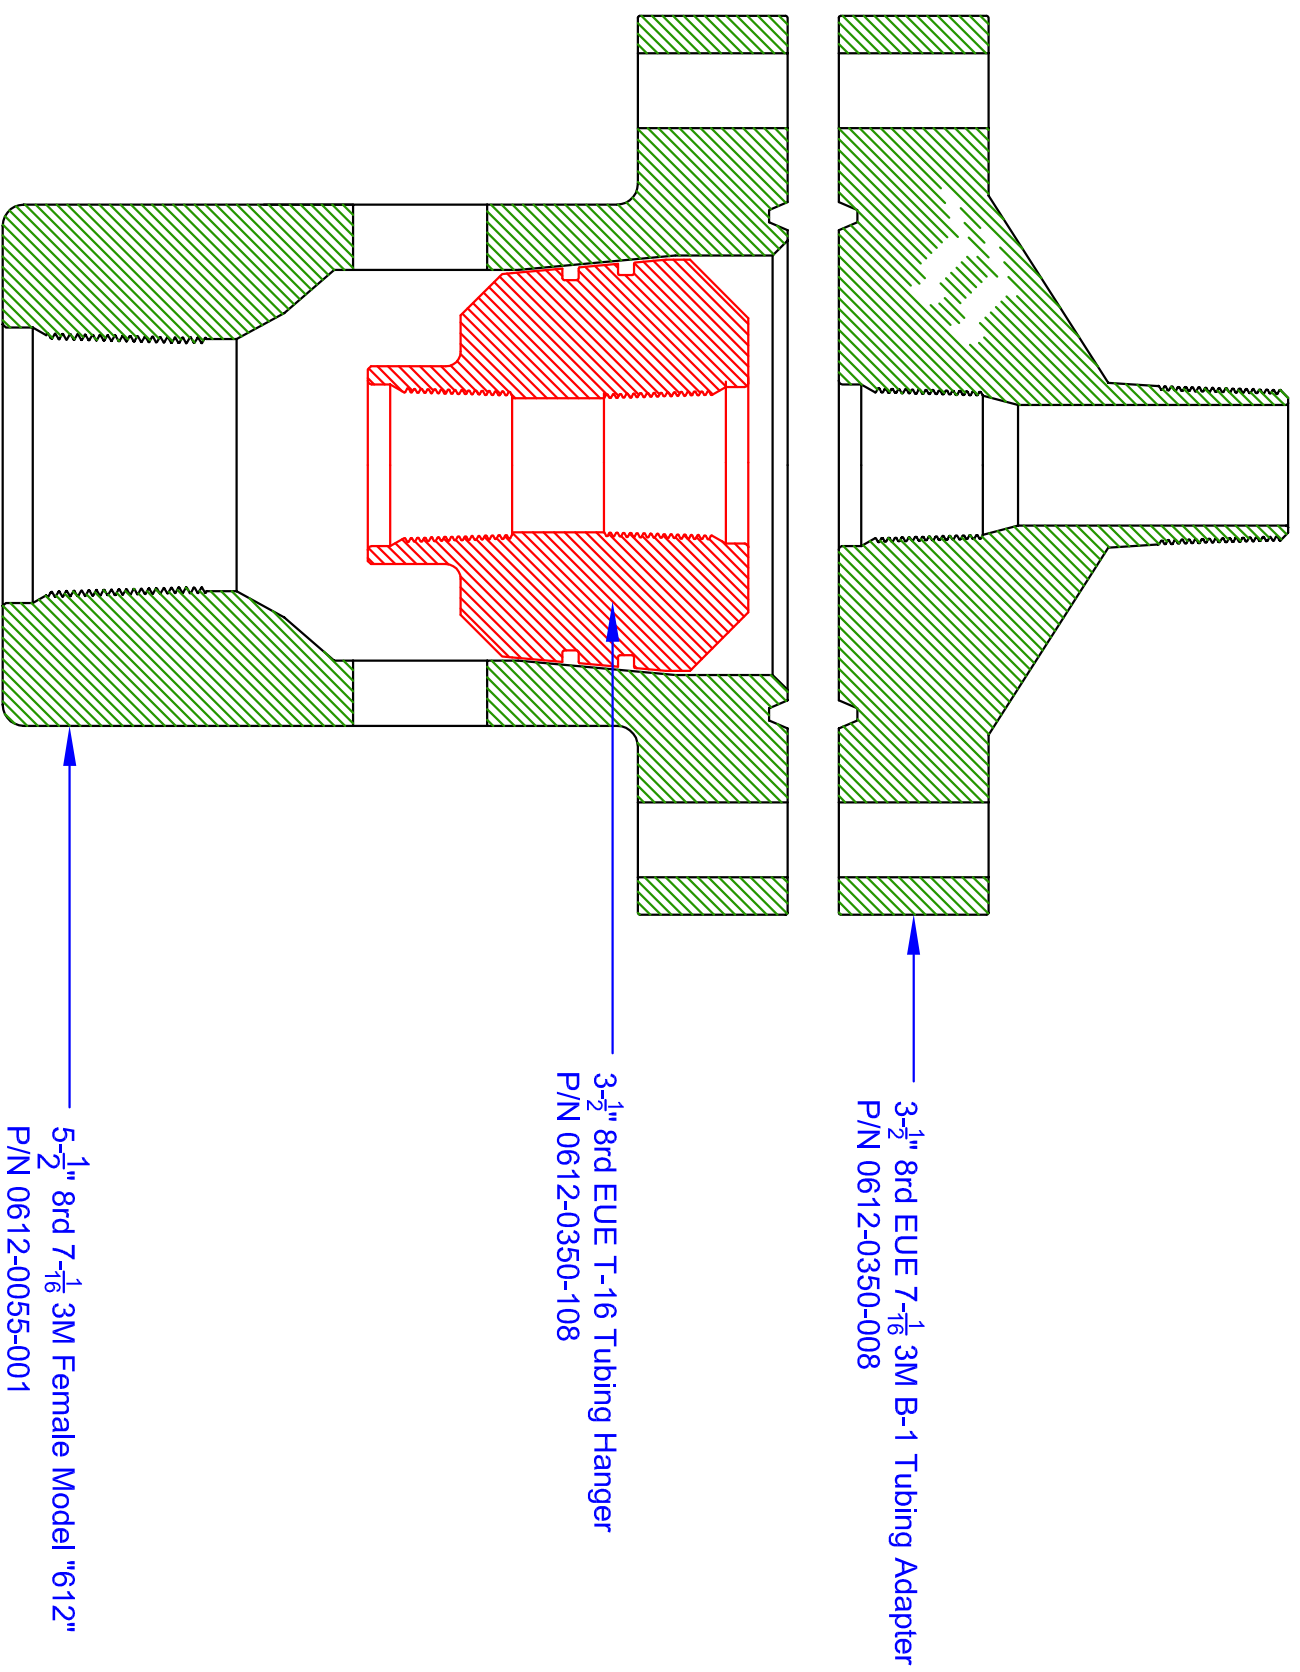 3-1/2" 8rd EUE 7-1/16 3M B-1 Tubing Adapter
P/N 0612-0350-008
3-1/2" 8rd EUE T-16 Tubing Hanger
P/N 0612-0350-108
5-1/2" 8rd 7-1/16 3M Female Model "612"
P/N 0612-0055-001